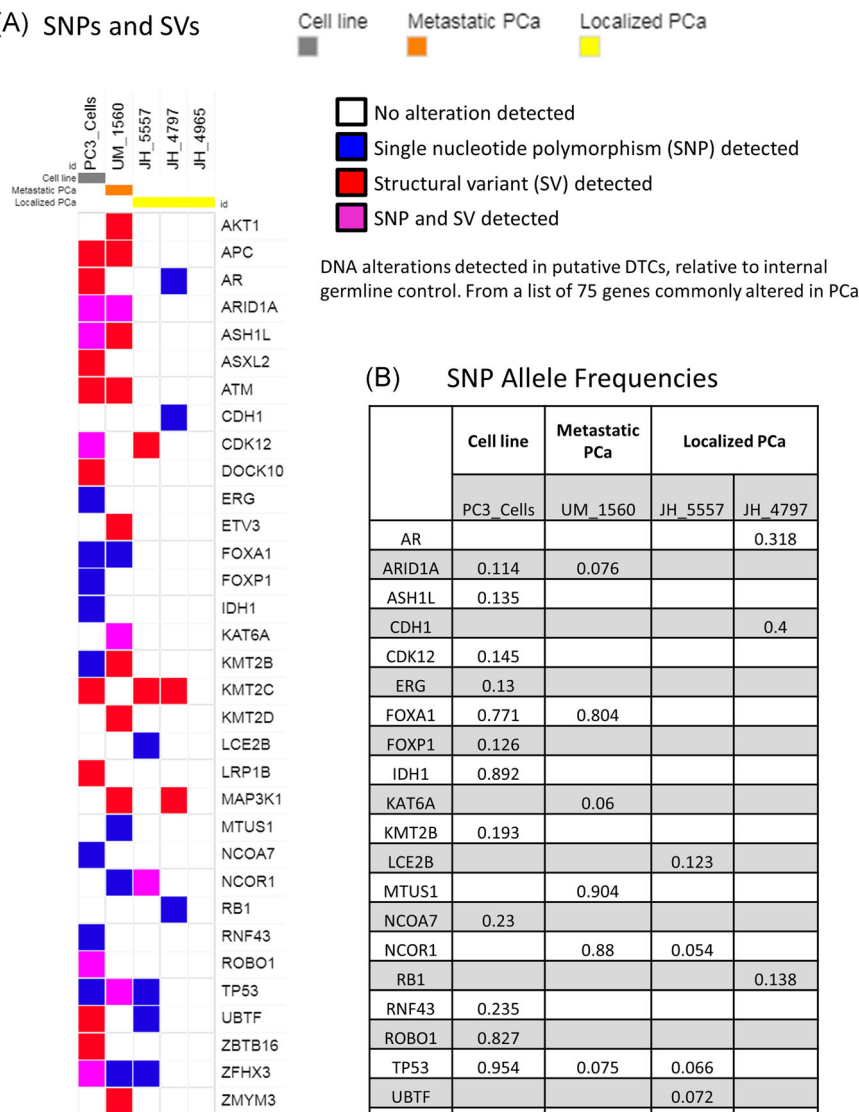 (A) SNPs and SVs
Cell line
Metastatic PCa
Localized PCa
PC3_Cells
UM_1560
JH_5557
JH_4797
JH_4965
id
Cell line
Metastatic PCa
Localized PCa
id
No alteration detected
Single nucleotide polymorphism (SNP) detected
Structural variant (SV) detected
SNP and SV detected
DNA alterations detected in putative DTCs, relative to internal
germline control. From a list of 75 genes commonly altered in PCa
AKT1
APC
AR
ARID1A
ASH1L
ASXL2
ATM
CDH1
CDK12
DOCK10
ERG
ETV3
FOXA1
FOXP1
IDH1
KAT6A
KMT2B
KMT2C
KMT2D
LCE2B
LRP1B
MAP3K1
MTUS1
NCOA7
NCOR1
RB1
RNF43
ROBO1
TP53
UBTF
ZBTB16
ZFHX3
ZMYM3
(B) SNP Allele Frequencies
Cell line Metastatic PCa Localized PCa
PC3_Cells UM_1560 JH_5557 JH_4797
AR 0.318
ARID1A 0.114 0.076
ASH1L 0.135
CDH1 0.4
CDK12 0.145
ERG 0.13
FOXA1 0.771 0.804
FOXP1 0.126
IDH1 0.892
KAT6A 0.06
KMT2B 0.193
LCE2B 0.123
MTUS1 0.904
NCOA7 0.23
NCOR1 0.88 0.054
RB1 0.138
RNF43 0.235
ROBO1 0.827
TP53 0.954 0.075 0.066
UBTF 0.072